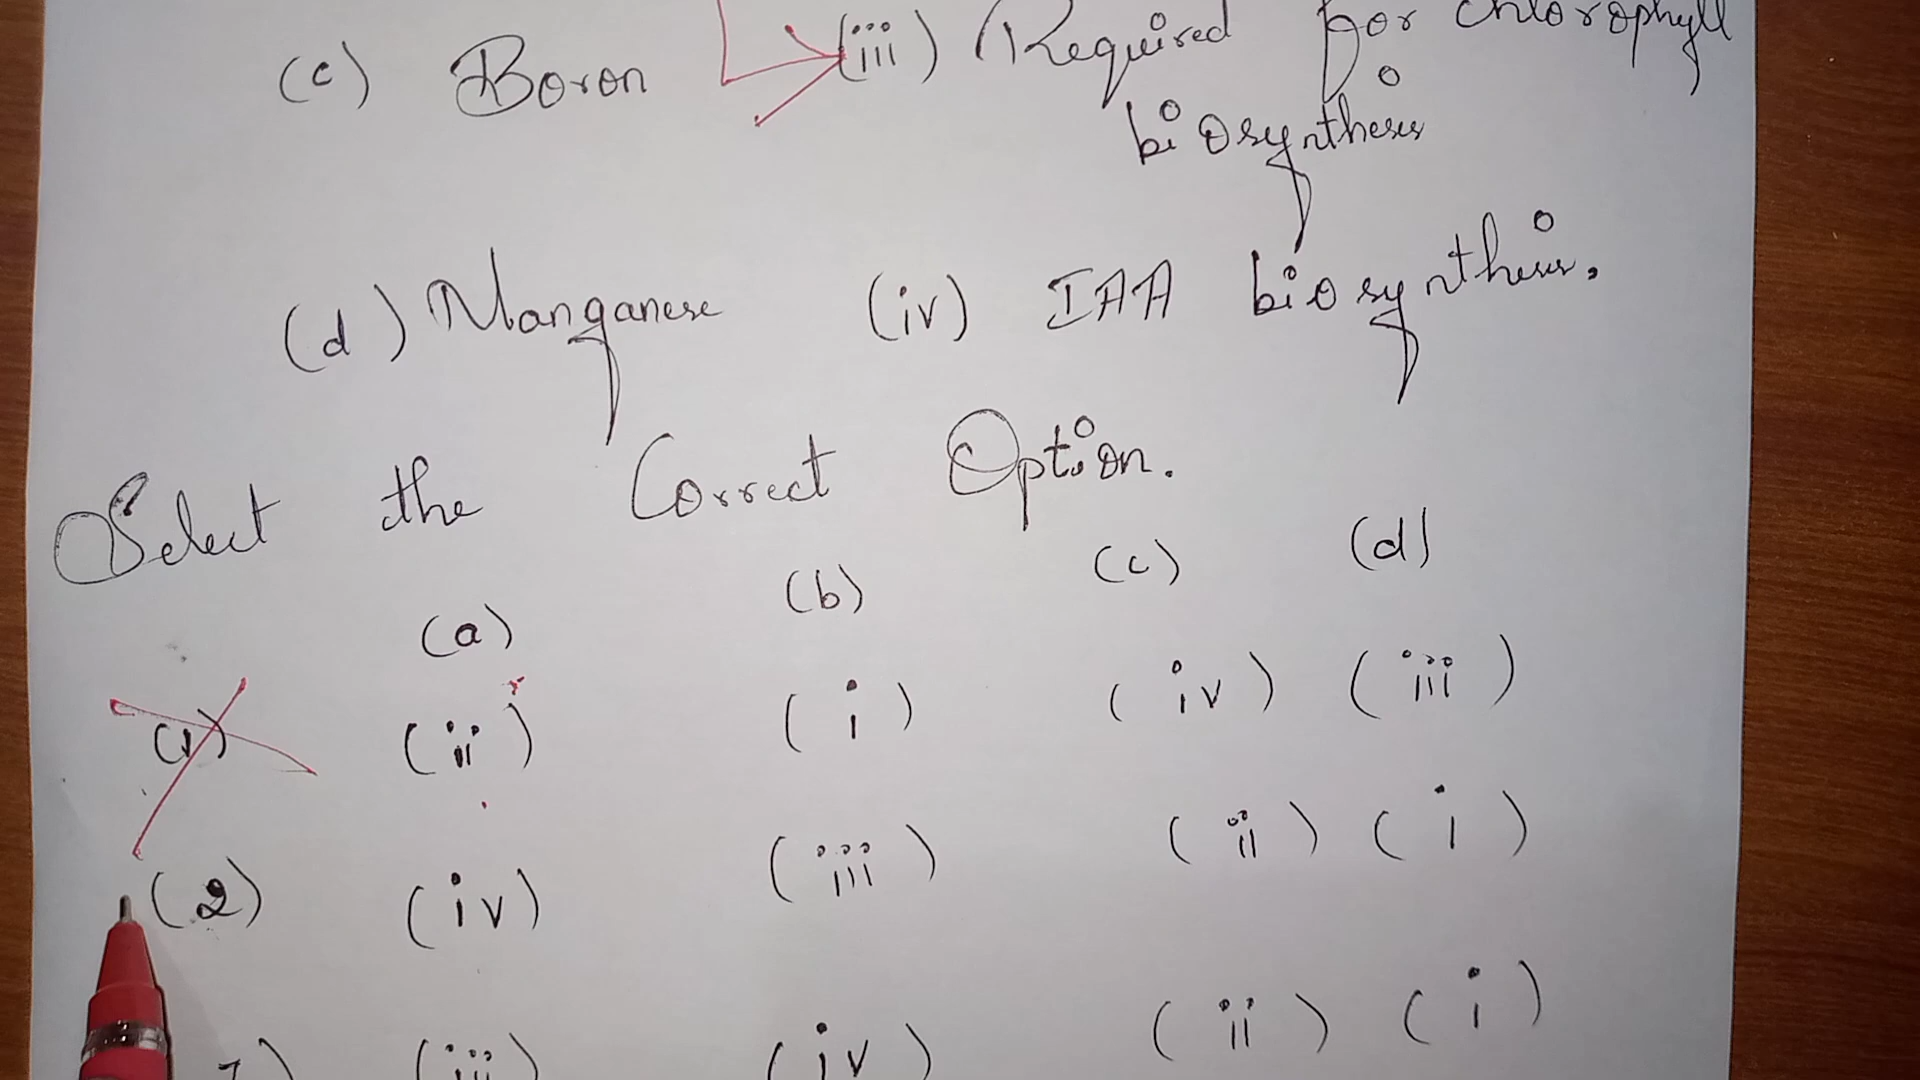 (c) Boron (iii) Required for chlorophyll
biosynthesis
(d) Manganese (iv) IAA biosynthesis.
Select the Correct Option.
(a) (b) (c) (d)
(1) (ii) (i) (iv) (iii)
(2) (iv) (iii) (ii) (i)
(iii) (iv) (ii) (i)